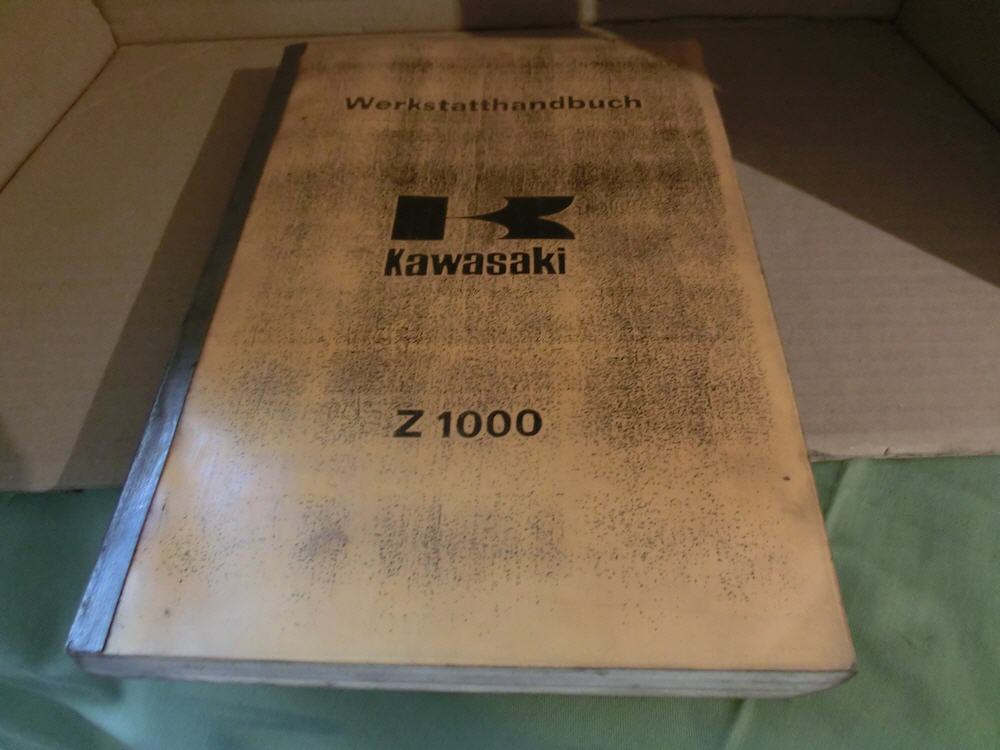 Werkstatthandbuch
Kawasaki
Z 1000